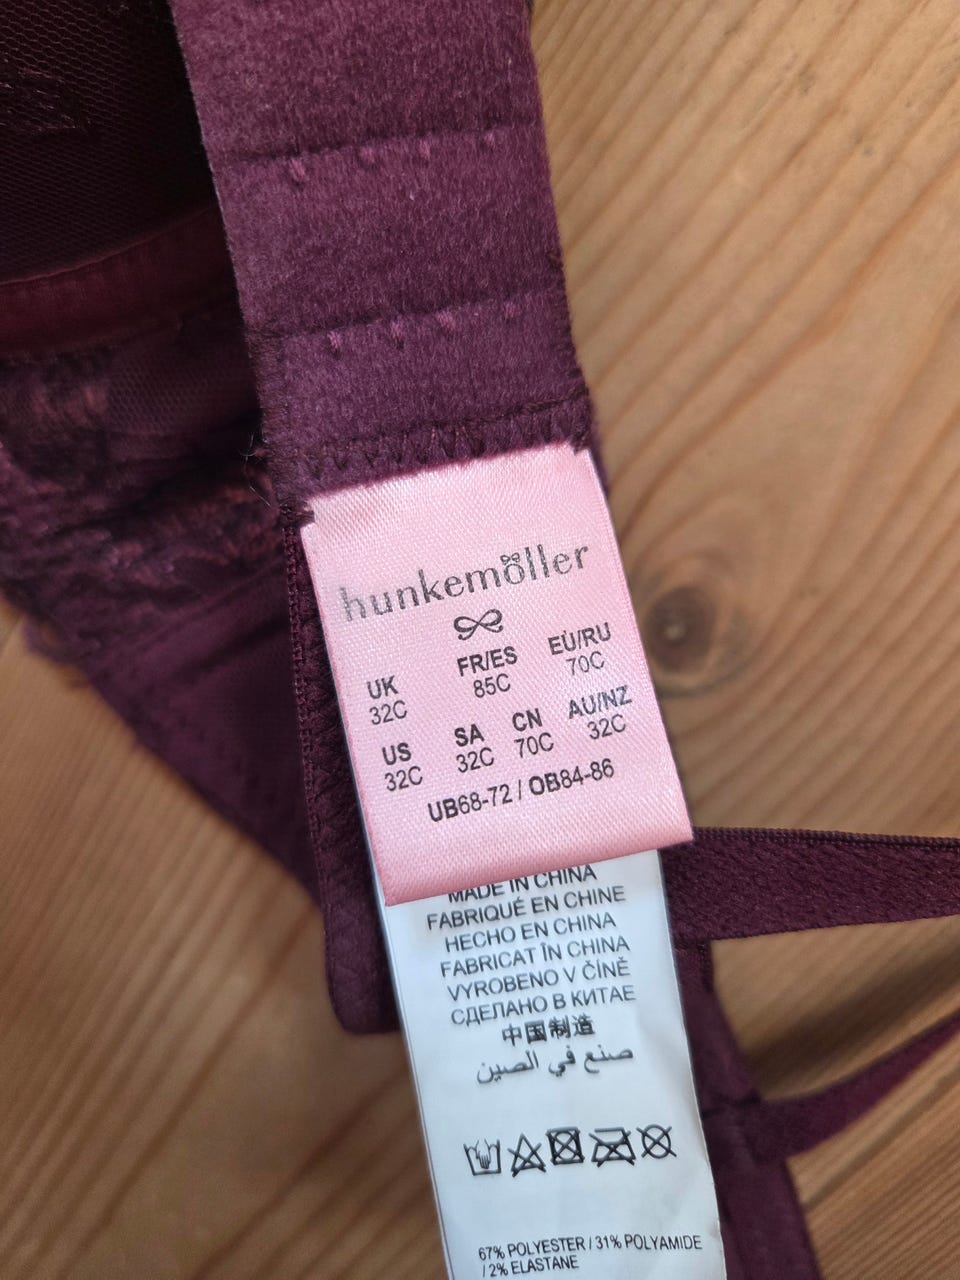 hunkemöller
UK FR/ES EU/RU
32C 85C 70C
US SA CN AU/NZ
32C 32C 70C 32C
UB68-72 / OB84-86
MADE IN CHINA
FABRIQUÉ EN CHINE
HECHO EN CHINA
FABRICAT ÎN CHINA
VYROBENO V ČÍNĚ
СДЕЛАНО В КИТАЕ
中国制造
صنع في الصين
67% POLYESTER / 31% POLYAMIDE
/ 2% ELASTANE